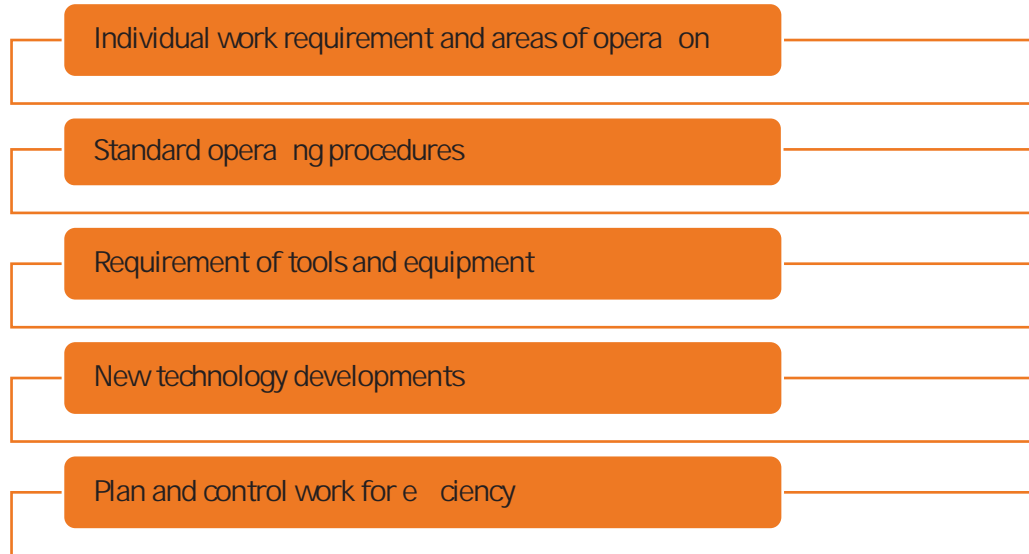 Individual work requirement and areas of opera on
Standard opera ng procedures
Requirement of tools and equipment
New technology developments
Plan and control work for e ciency